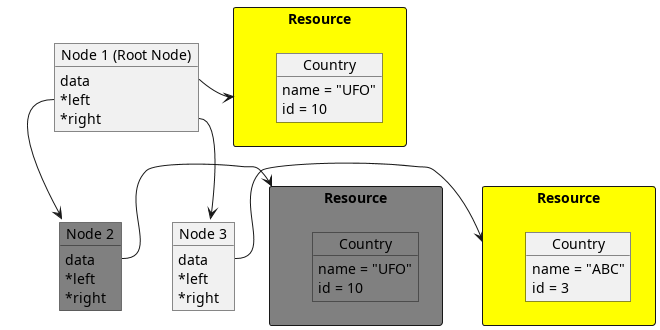 Node 1 (Root Node)
data
*left
*right
Resource
Country
name = "UFO"
id = 10
Node 2
data
*left
*right
Node 3
data
*left
*right
Resource
Country
name = "UFO"
id = 10
Resource
Country
name = "ABC"
id = 3